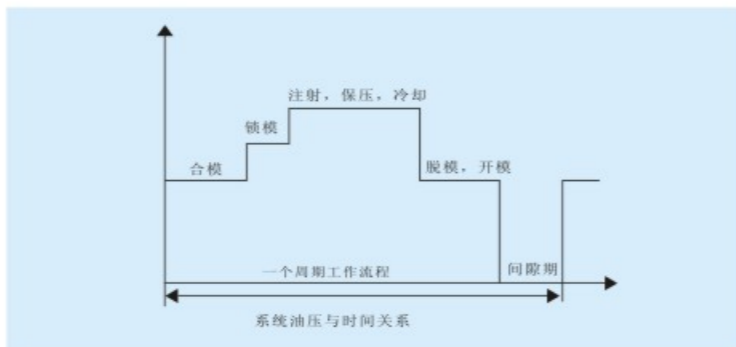 注射，保压，冷却
锁模
合模
脱模，开模
一个周期工作流程
间隙期
系统油压与时间关系